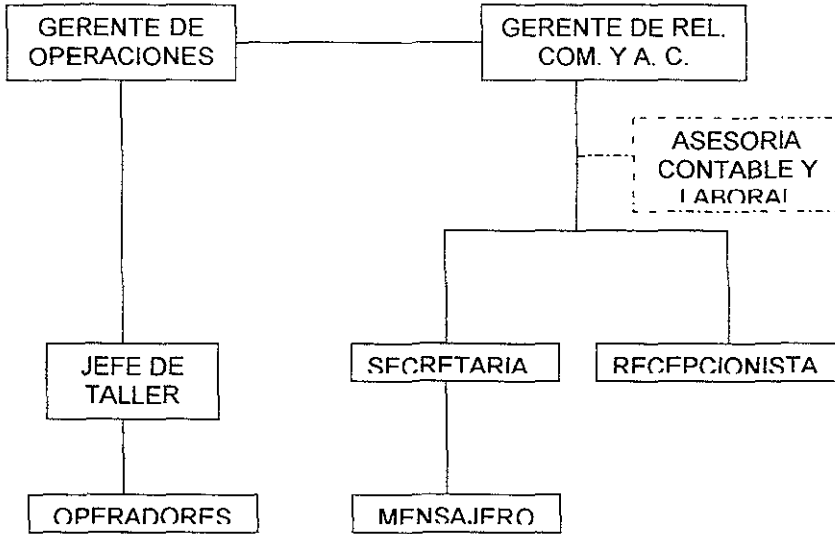 GERENTE DE
OPERACIONES
GERENTE DE REL.
COM. Y A. C.
ASESORIA
CONTABLE Y
LABORAL
JEFE DE
TALLER
SECRETARIA
RECEPCIONISTA
OPERADORES
MENSAJERO